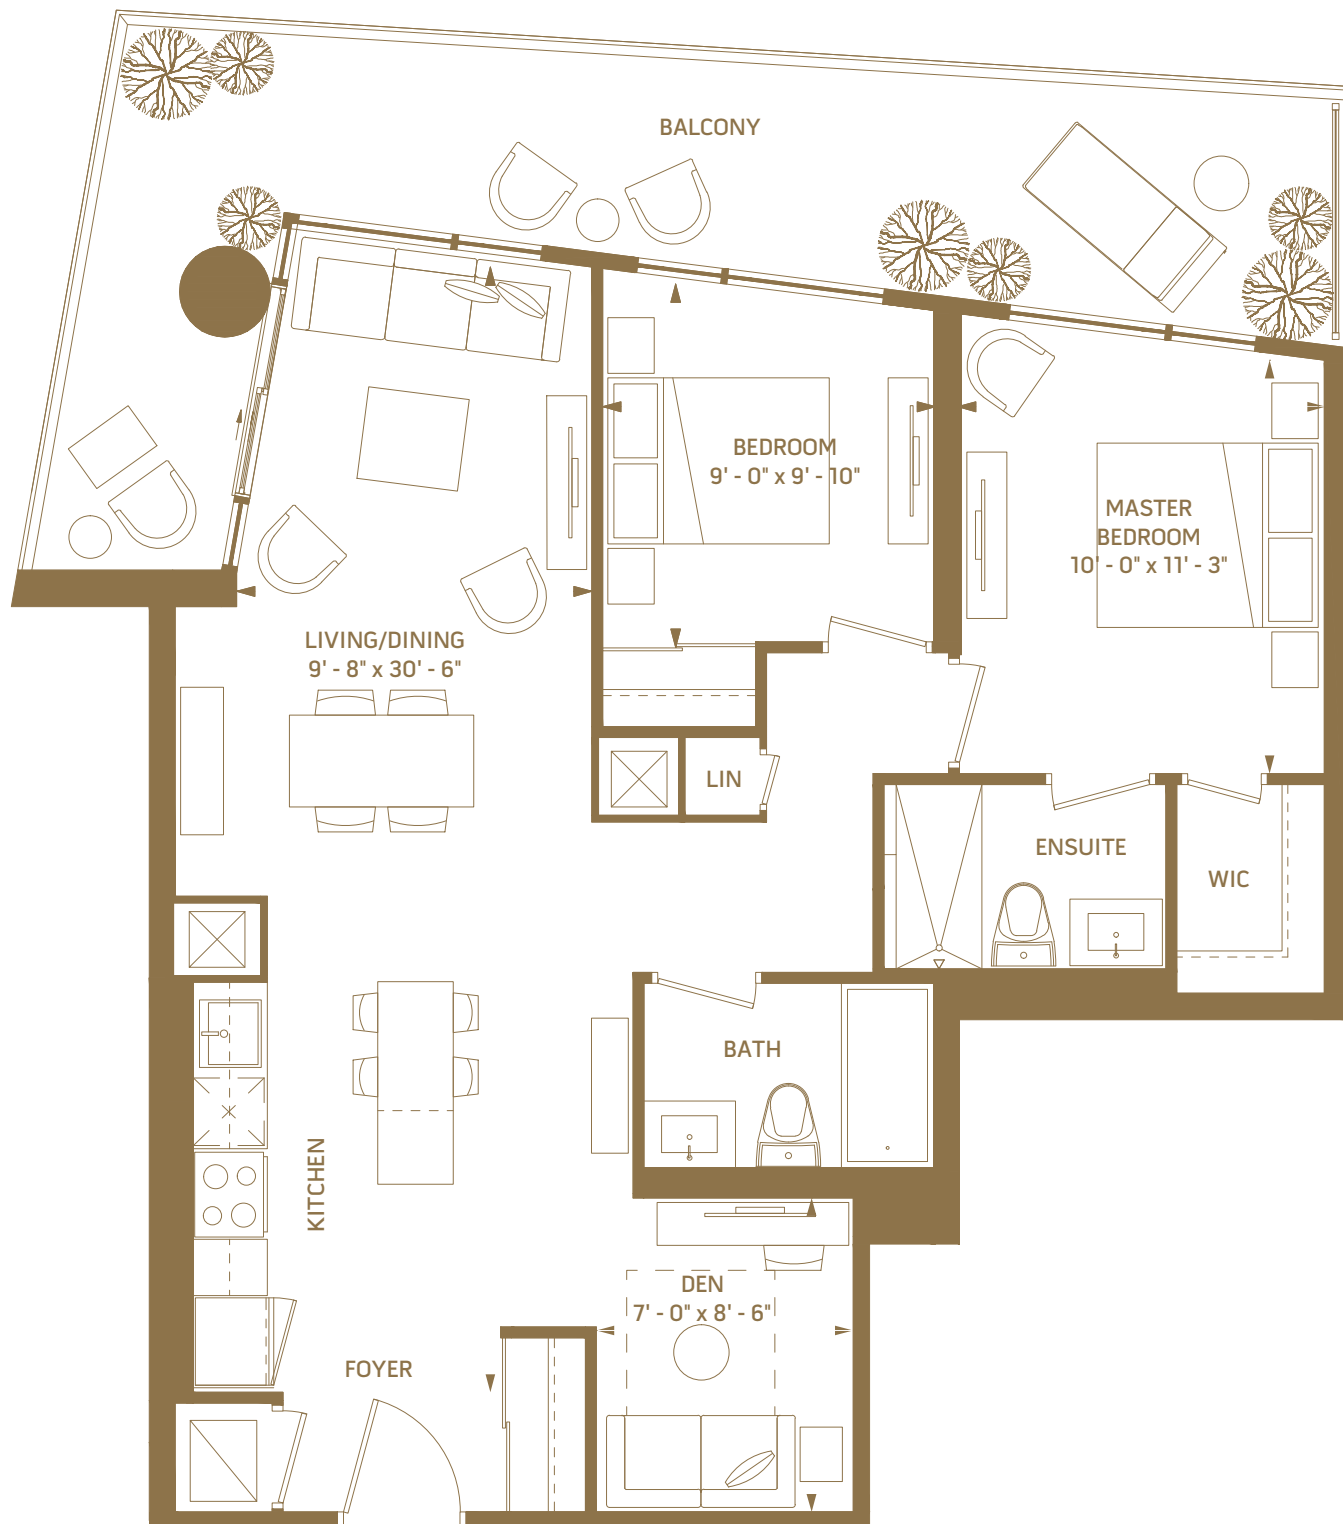 BALCONY
BEDROOM
9' - 0" x 9' - 10"
MASTER
BEDROOM
10' - 0" x 11' - 3"
LIVING/DINING
9' - 8" x 30' - 6"
LIN
ENSUITE
WIC
BATH
KITCHEN
DEN
7' - 0" x 8' - 6"
FOYER